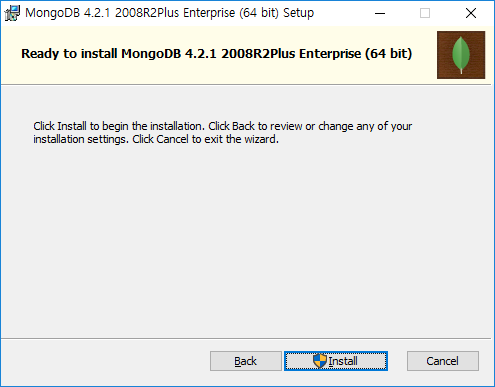 MongoDB 4.2.1 2008R2Plus Enterprise (64 bit) Setup
Ready to install MongoDB 4.2.1 2008R2Plus Enterprise (64 bit)
Click Install to begin the installation. Click Back to review or change any of your
installation settings. Click Cancel to exit the wizard.
Back Install Cancel